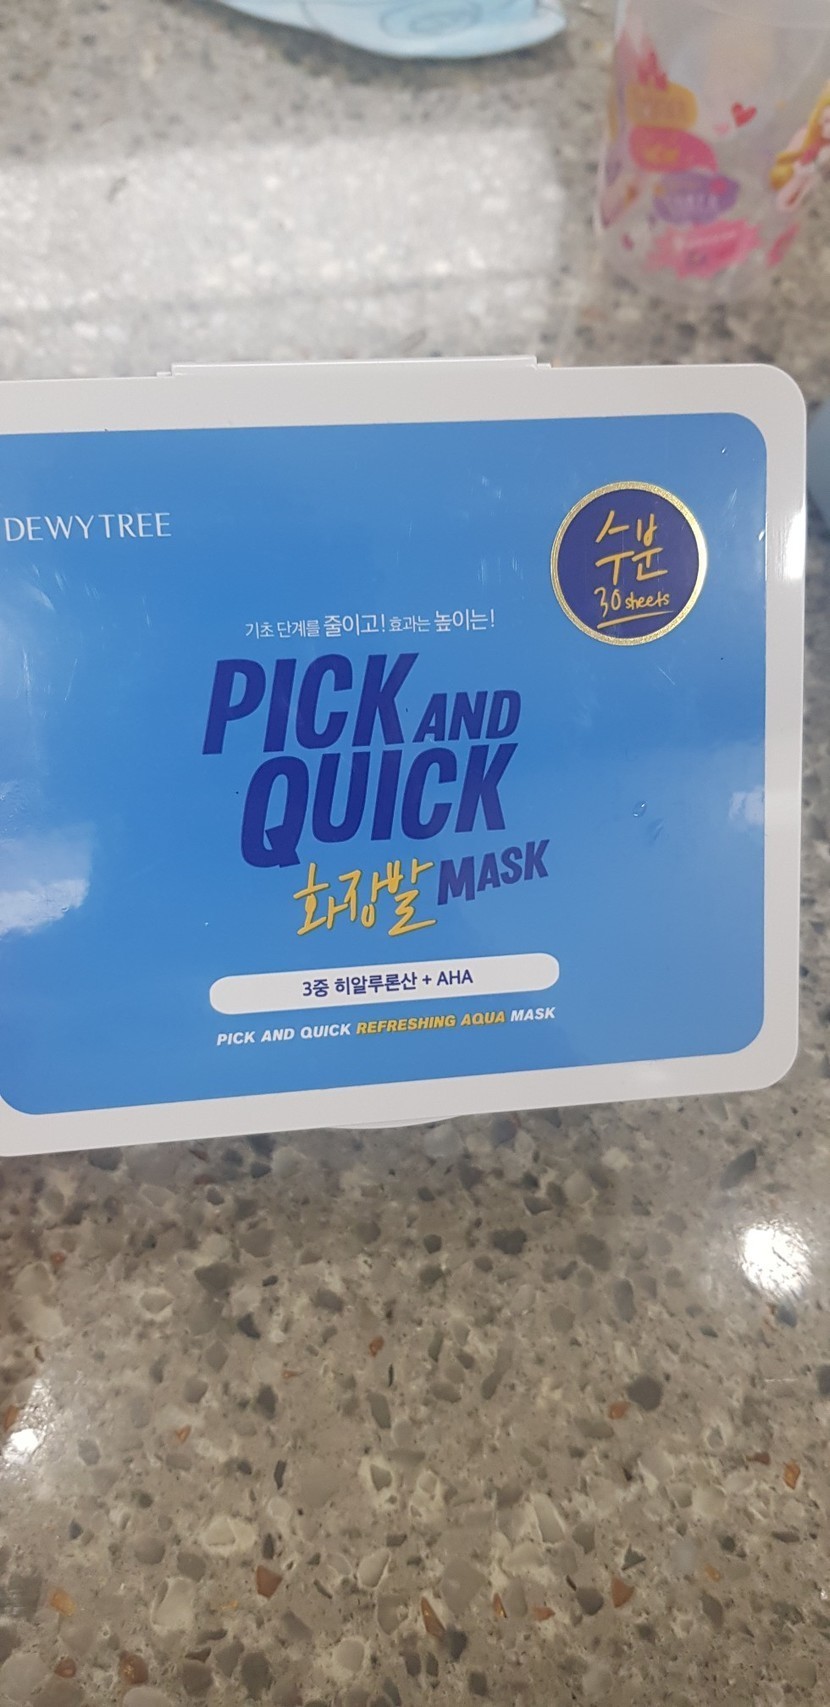 DEWYTREE
수분
30 sheets
기초 단계를 줄이고! 효과는 높이는!
PICK AND
QUICK
화장발 MASK
3중 히알루론산 + AHA
PICK AND QUICK REFRESHING AQUA MASK